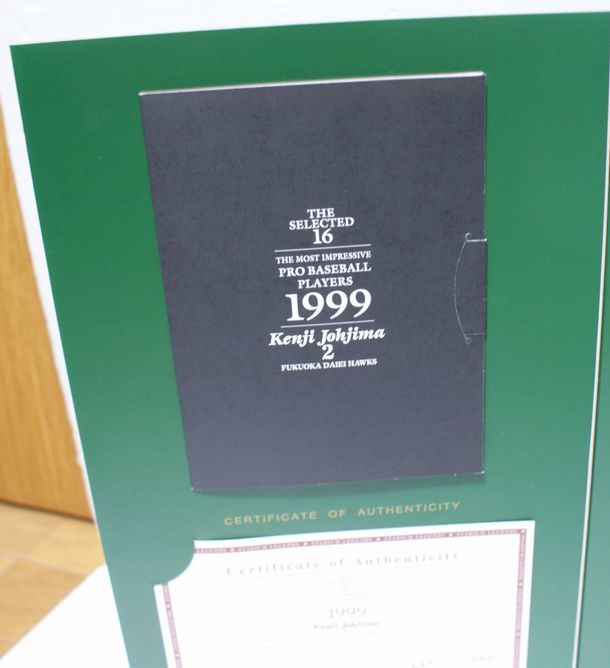 THE
SELECTED
16
THE MOST IMPRESSIVE
PRO BASEBALL
PLAYERS
1999
Kenji Johjima
2
FUKUOKA DAIEI HAWKS
CERTIFICATE OF AUTHENTICITY
Certificate of Authenticity
16
1999
Kenji Johjima